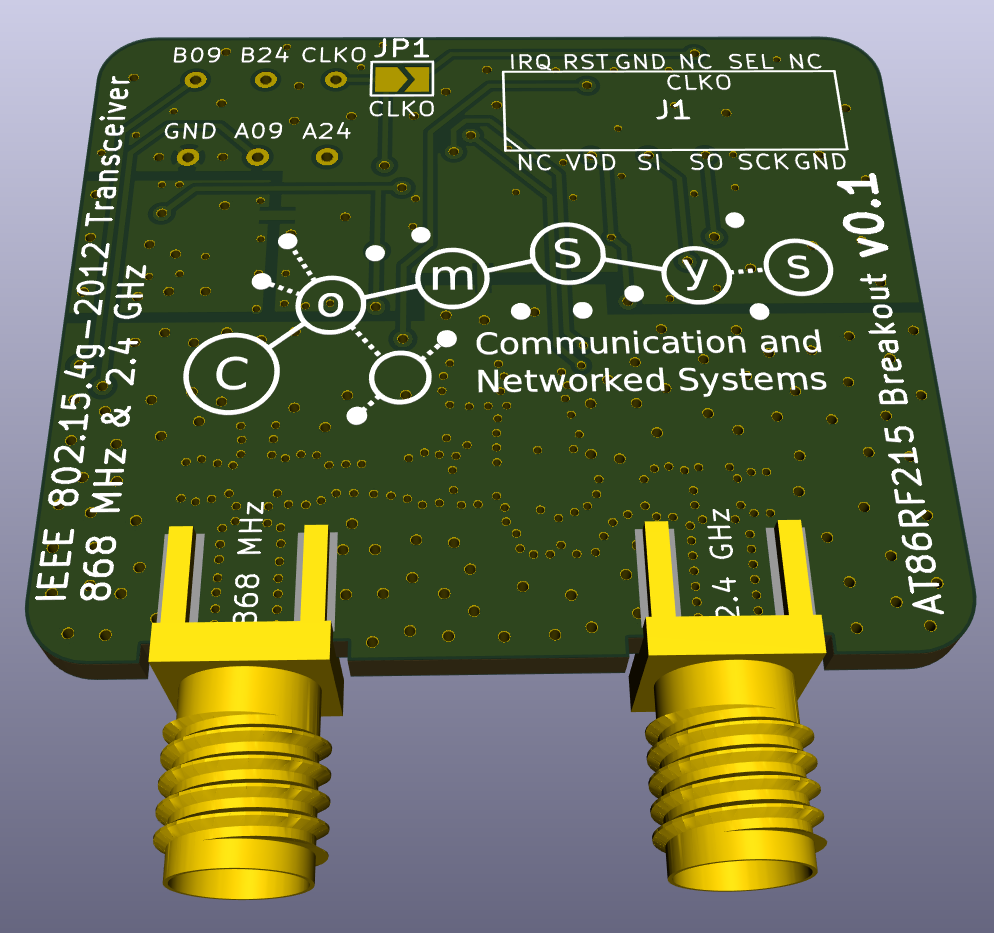 B09 B24 CLKO
JP1
CLKO
GND A09 A24
IRQ RST GND NC SEL NC
CLKO
J1
NC VDD SI SO SCK GND
IEEE 802.15.4g-2012 Transceiver
868 MHz & 2.4 GHz
C o m S y s
Communication and
Networked Systems
AT86RF215 Breakout v0.1
868 MHz
2.4 GHz